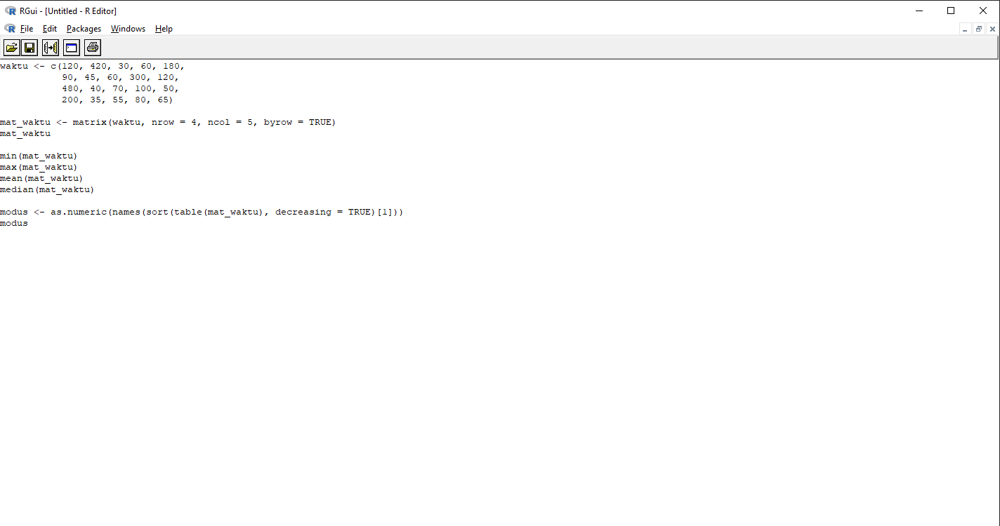 RGui - [Untitled - R Editor]
File Edit Packages Windows Help
waktu <- c(120, 420, 30, 60, 180,
           90, 45, 60, 300, 120,
           480, 40, 70, 100, 50,
           200, 35, 55, 80, 65)
mat_waktu <- matrix(waktu, nrow = 4, ncol = 5, byrow = TRUE)
mat_waktu
min(mat_waktu)
max(mat_waktu)
mean(mat_waktu)
median(mat_waktu)
modus <- as.numeric(names(sort(table(mat_waktu), decreasing = TRUE)[1]))
modus